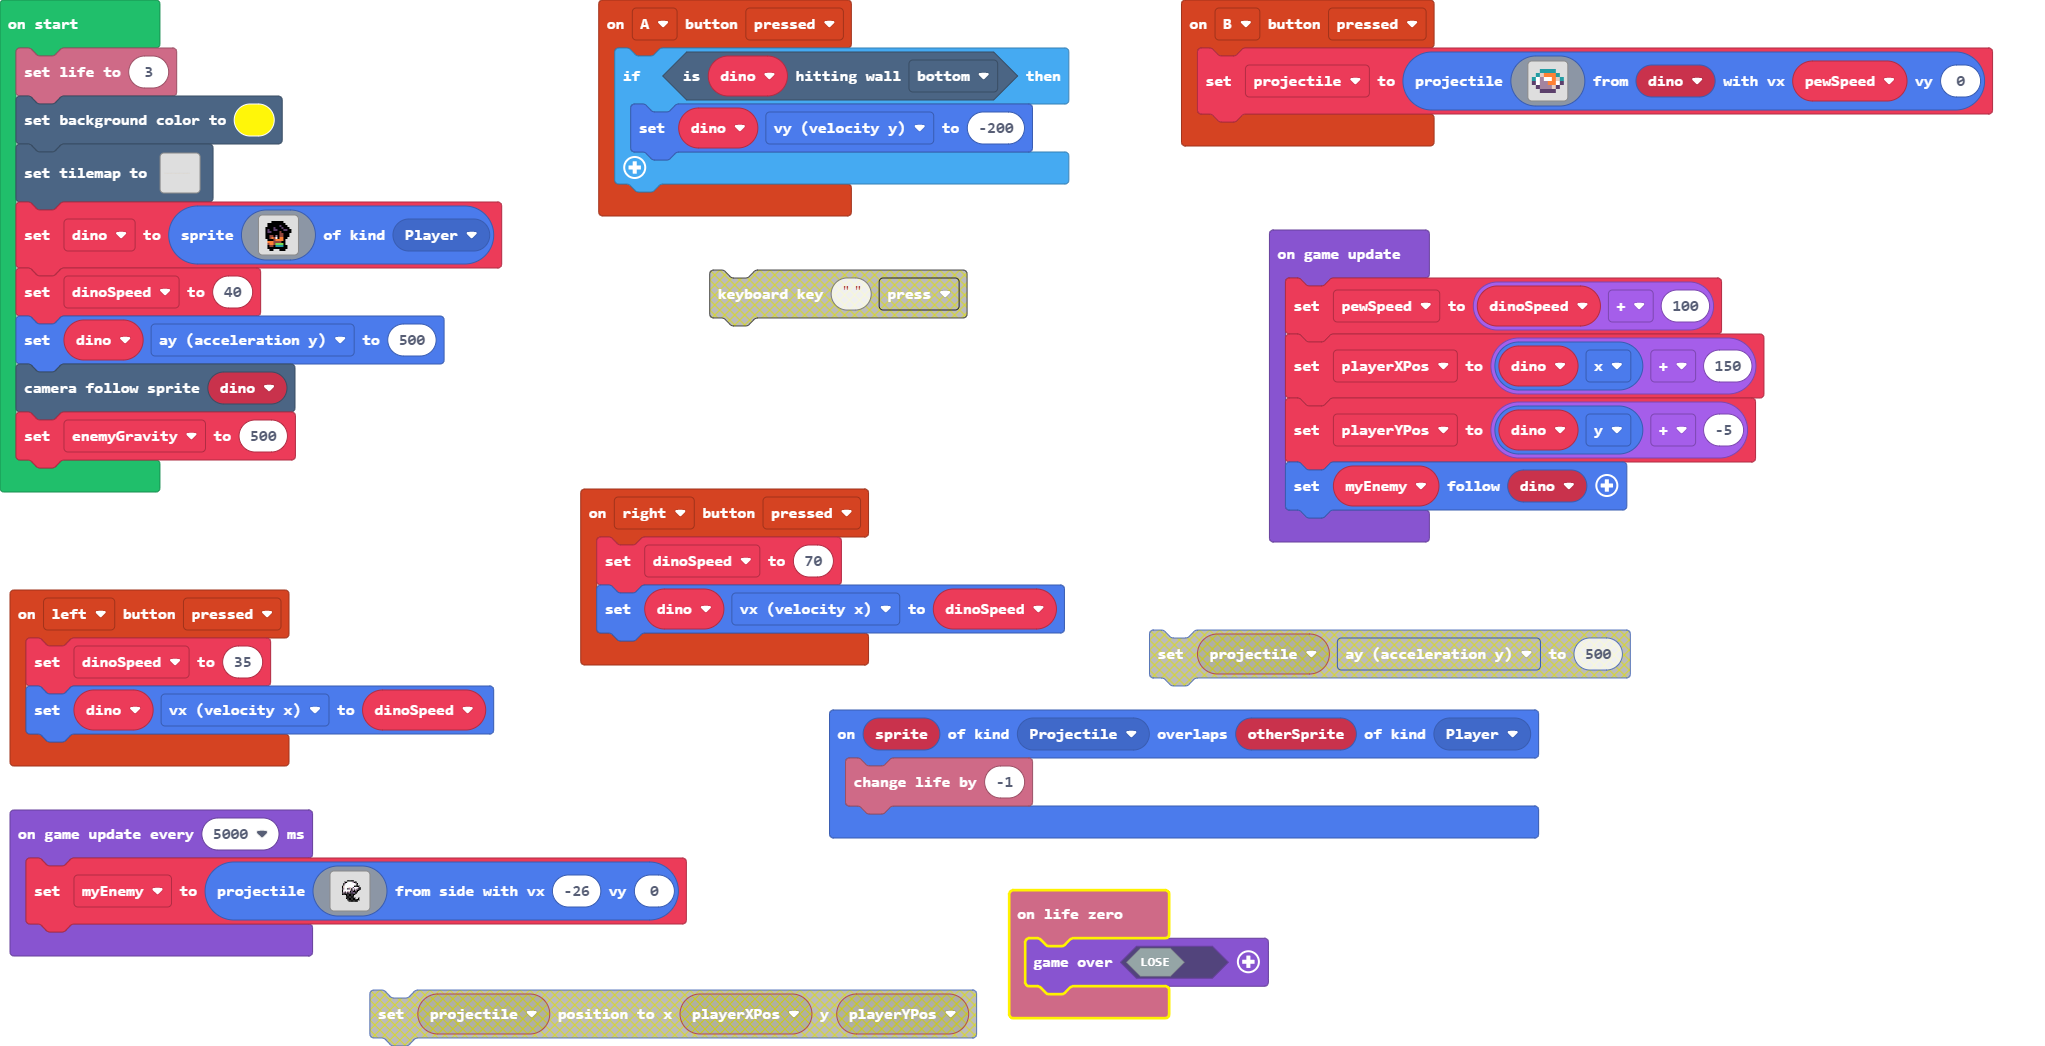 on start
set life to 3
set background color to
set tilemap to
set dino to sprite of kind Player
set dinoSpeed to 40
set dino ay (acceleration y) to 500
camera follow sprite dino
set enemyGravity to 500
on A button pressed
if is dino hitting wall bottom then
set dino vy (velocity y) to -200
on B button pressed
set projectile to projectile from dino with vx pewSpeed vy 0
keyboard key " " press
on game update
set pewSpeed to dinoSpeed + 100
set playerXPos to dino x + 150
set playerYPos to dino y + -5
set myEnemy follow dino
on right button pressed
set dinoSpeed to 70
set dino vx (velocity x) to dinoSpeed
on left button pressed
set dinoSpeed to 35
set dino vx (velocity x) to dinoSpeed
set projectile ay (acceleration y) to 500
on sprite of kind Projectile overlaps otherSprite of kind Player
change life by -1
on game update every 5000 ms
set myEnemy to projectile from side with vx -26 vy 0
on life zero
game over LOSE
set projectile position to x playerXPos y playerYPos